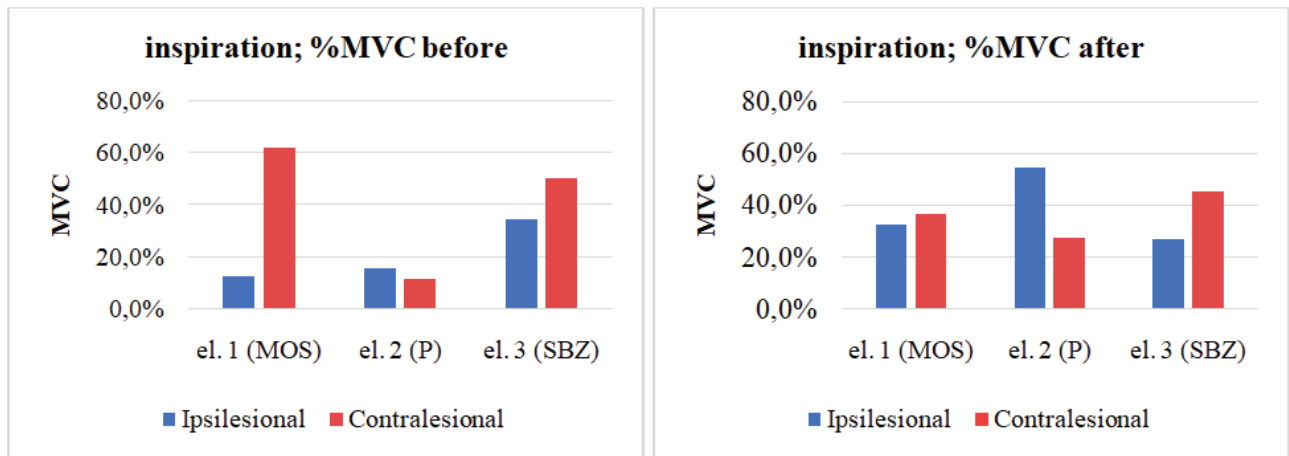 inspiration; %MVC before
80,0%
60,0%
40,0%
20,0%
0,0%
MVC
el. 1 (MOS) el. 2 (P) el. 3 (SBZ)
Ipsilesional Contralesional
inspiration; %MVC after
80,0%
60,0%
40,0%
20,0%
0,0%
MVC
el. 1 (MOS) el. 2 (P) el. 3 (SBZ)
Ipsilesional Contralesional